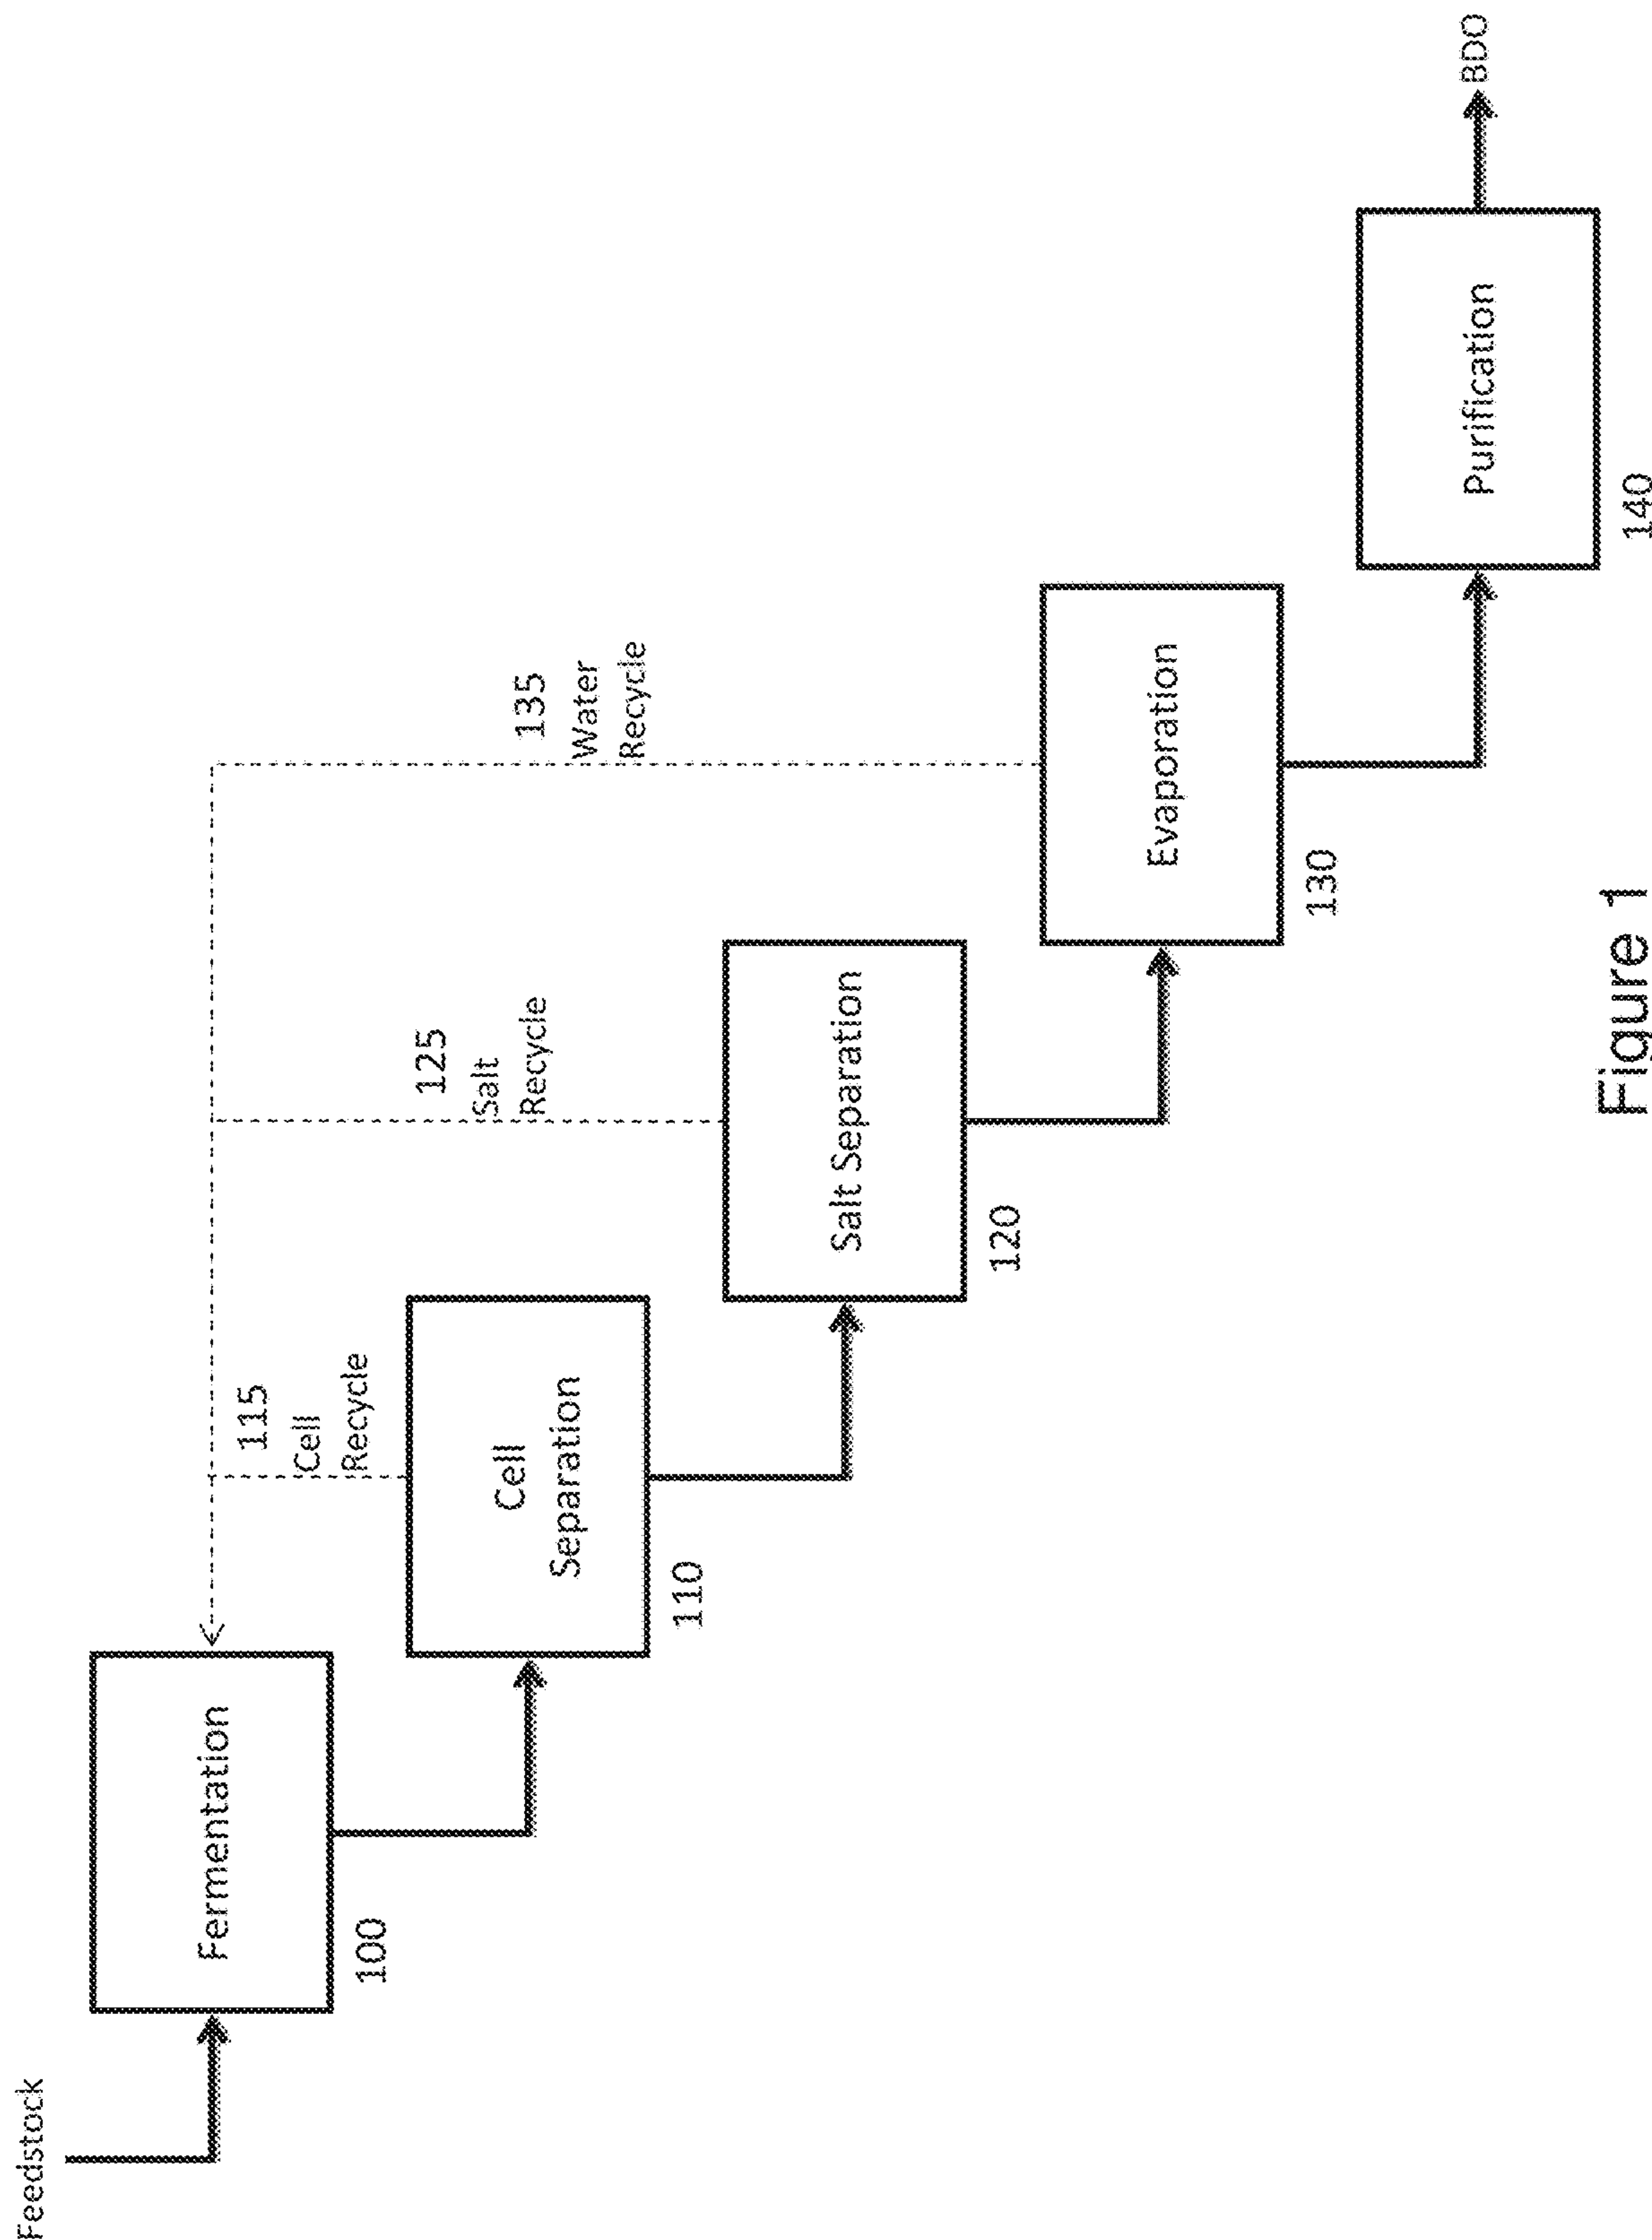 Feedstock
Fermentation
100
115
Cell
Recycle
Cell
Separation
110
125
Salt
Recycle
Salt Separation
120
135
Water
Recycle
Evaporation
130
Purification
140
BDO
Figure 1